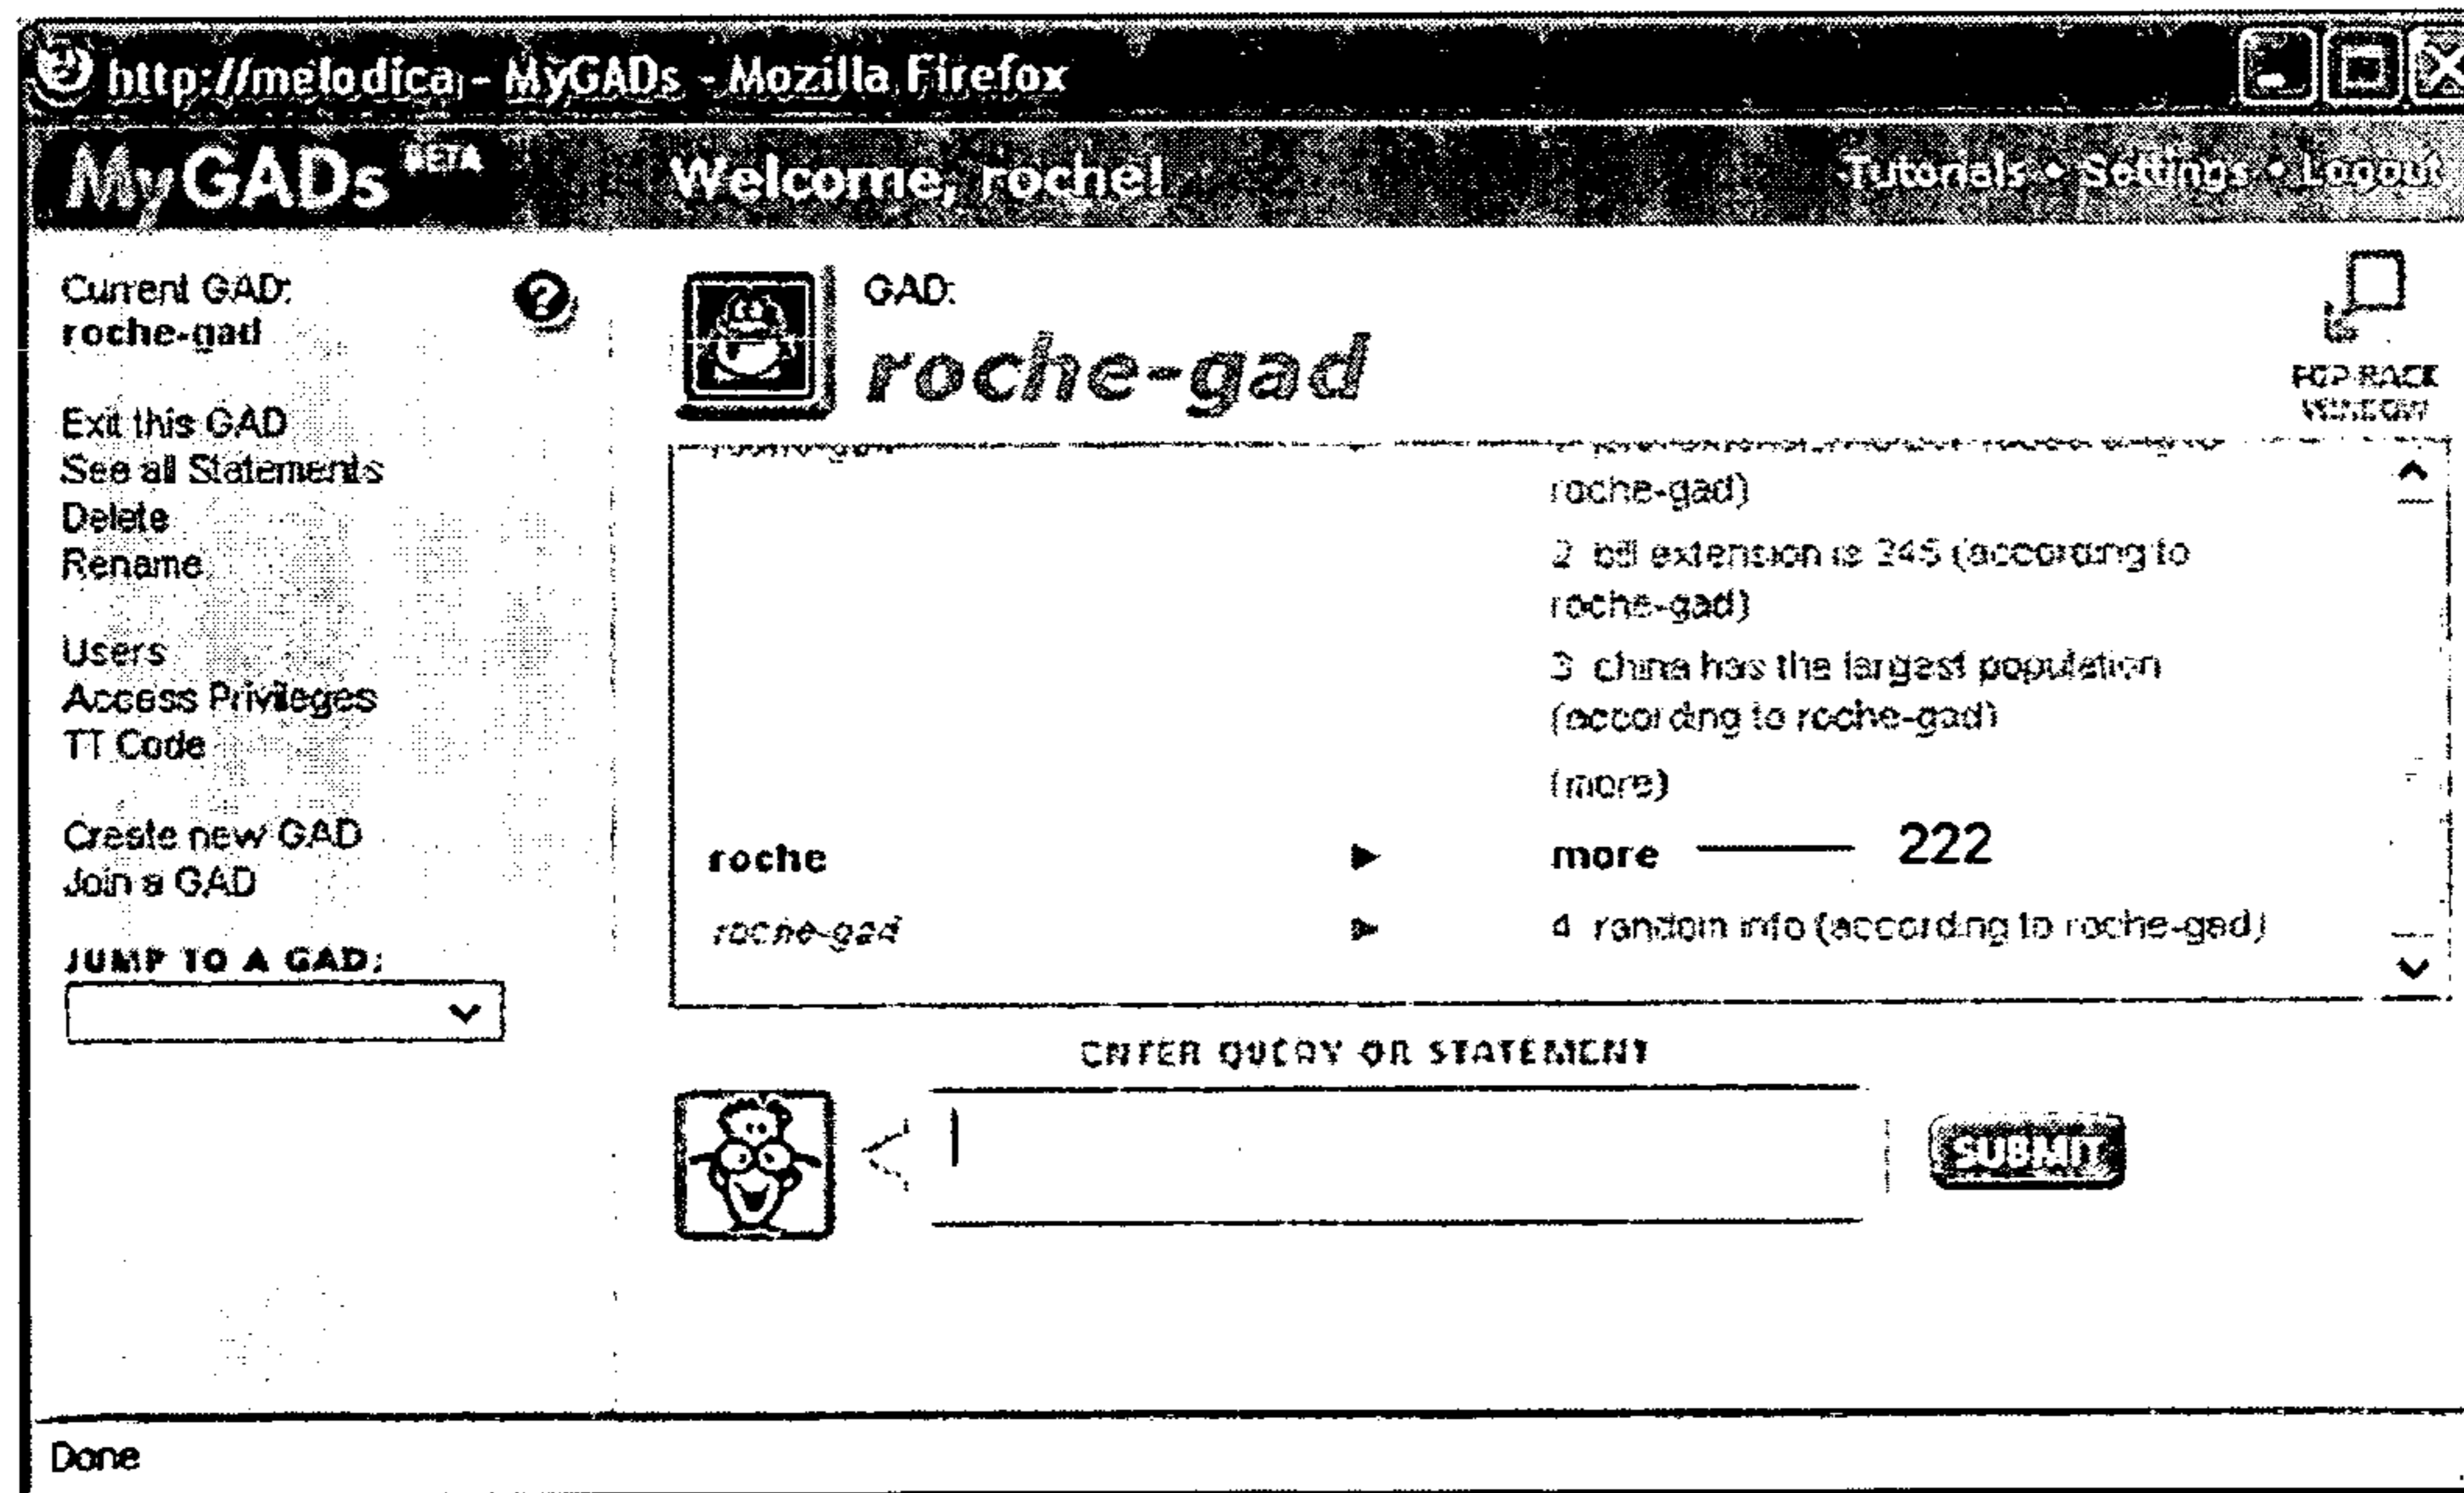 http://melodica - MyGADs - Mozilla Firefox
MyGADs BETA
Welcome, roche!
Tutorials • Settings • Logout
Current GAD:
roche-gad
Exit this GAD
See all Statements
Delete
Rename
Users
Access Privileges
TT Code
Create new GAD
Join a GAD
JUMP TO A GAD:
GAD:
roche-gad
POP BACK
WINDOW
roche-gad)
2 bill extension is 245 (according to
roche-gad)
3 china has the largest population
(according to roche-gad)
(more)
roche ▶ more 222
roche-gad ▶ 4 random info (according to roche-gad)
ENTER QUERY OR STATEMENT
SUBMIT
Done